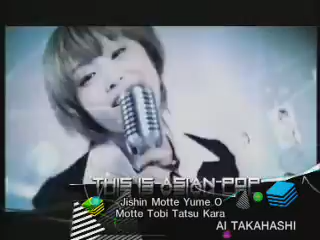 THIS IS ASIAN POP
Jishin Motte Yume O
Motte Tobi Tatsu Kara
AI TAKAHASHI